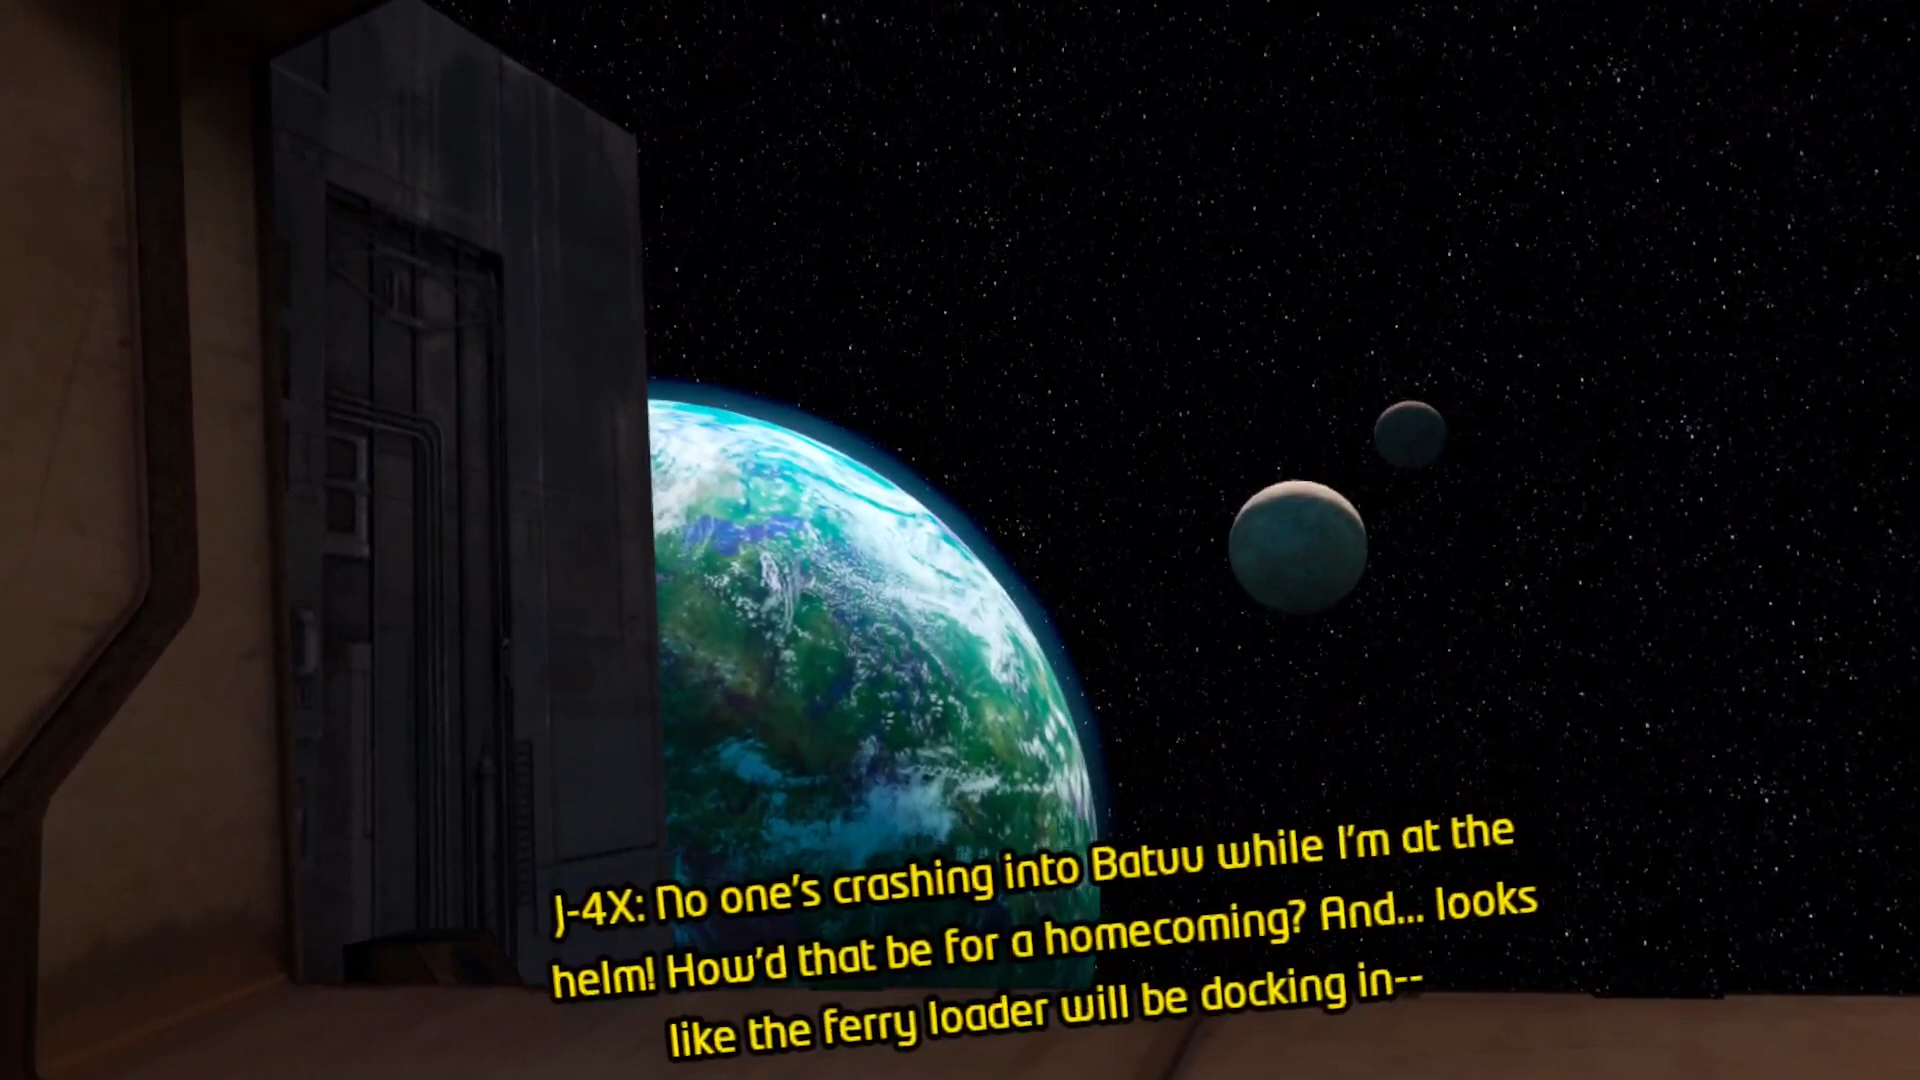 J-4X: No one's crashing into Batuu while I'm at the
helm! How'd that be for a homecoming? And... looks
like the ferry loader will be docking in--